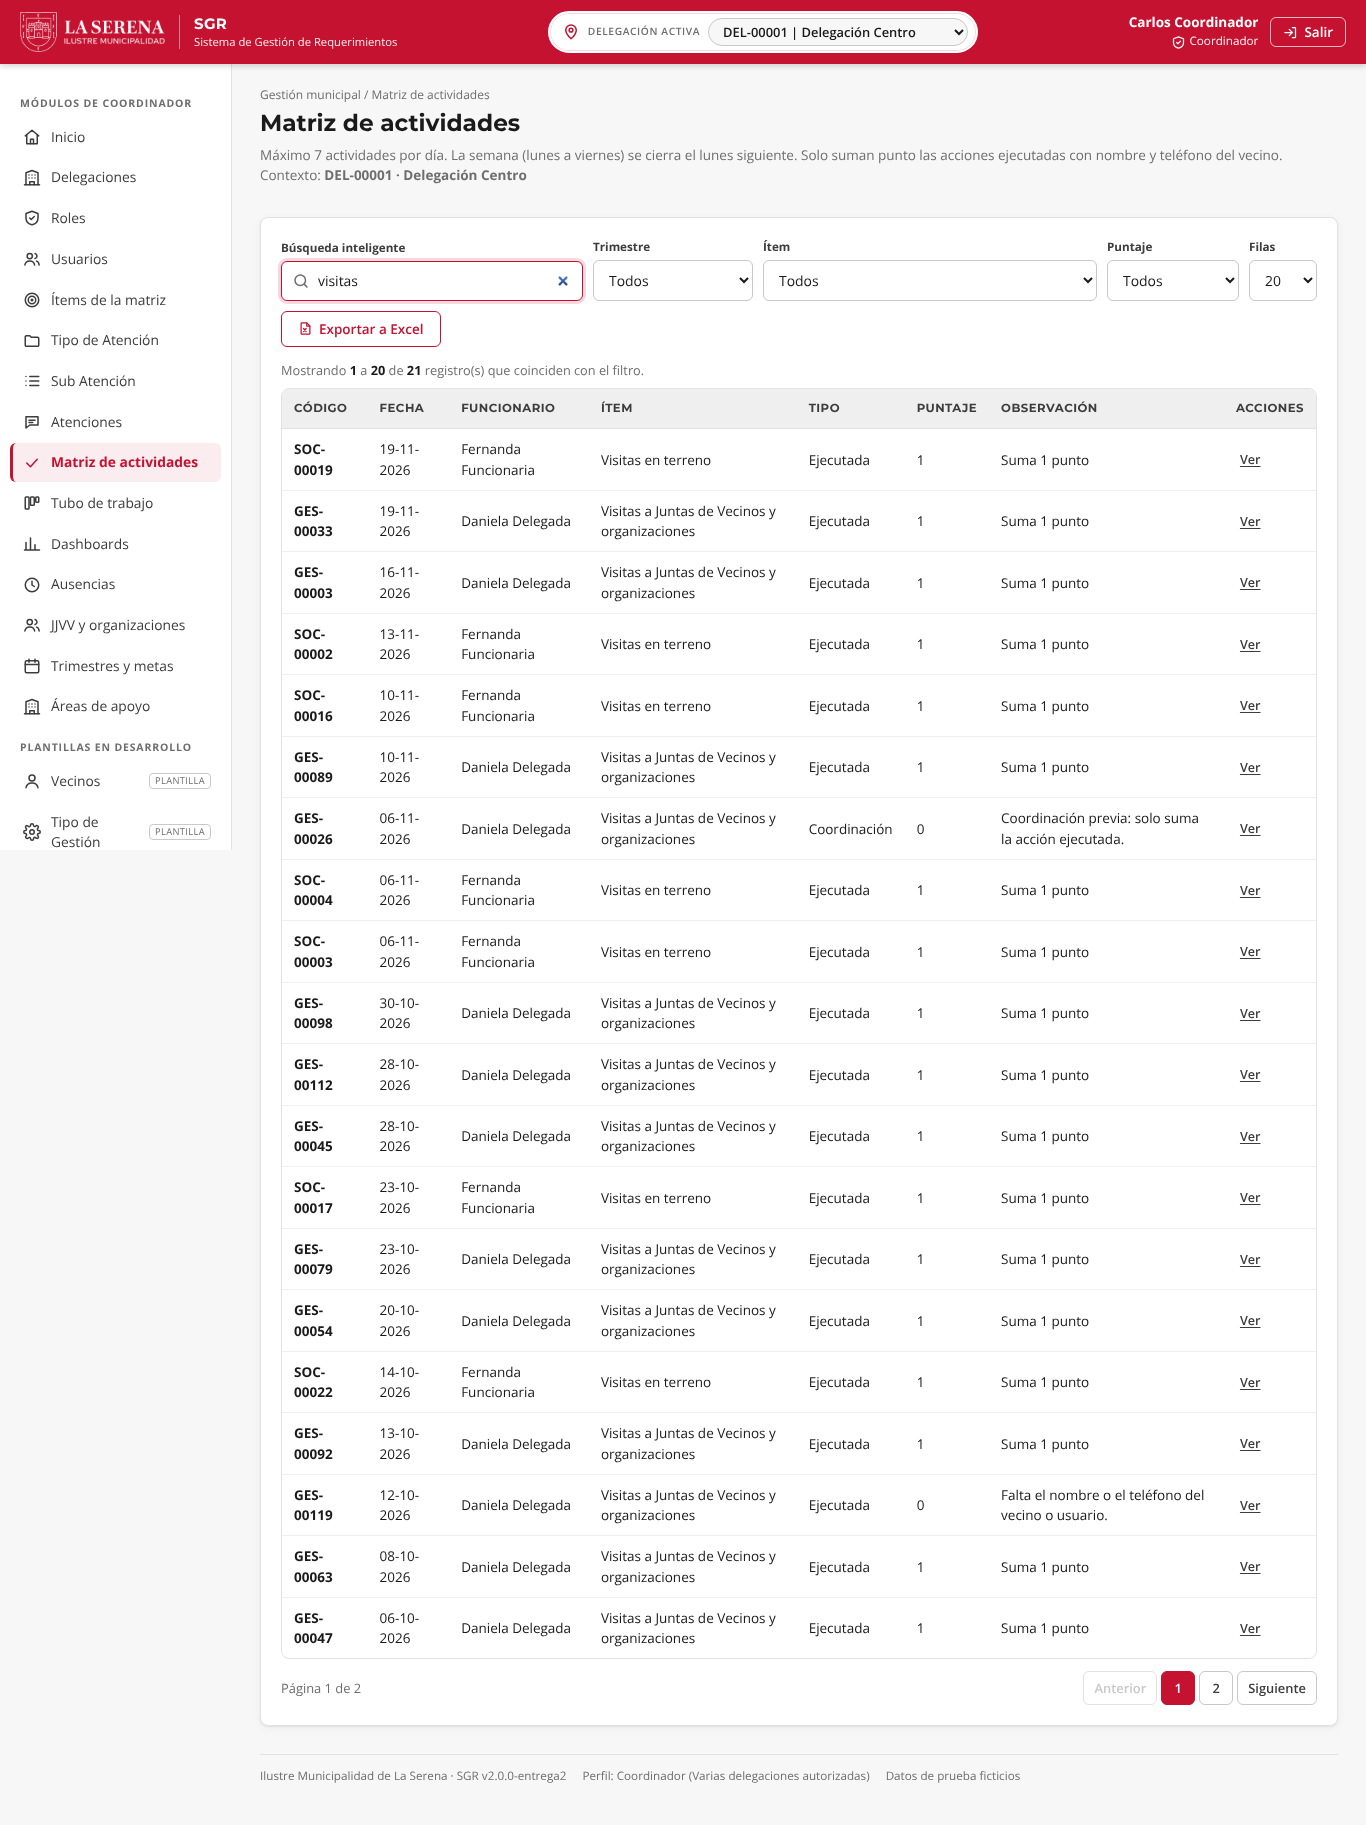 LA SERENA
ILUSTRE MUNICIPALIDAD
SGR
Sistema de Gestión de Requerimientos
DELEGACIÓN ACTIVA
DEL-00001 | Delegación Centro
Carlos Coordinador
Coordinador
Salir
MÓDULOS DE COORDINADOR
Inicio
Delegaciones
Roles
Usuarios
Ítems de la matriz
Tipo de Atención
Sub Atención
Atenciones
Matriz de actividades
Tubo de trabajo
Dashboards
Ausencias
JJVV y organizaciones
Trimestres y metas
Áreas de apoyo
PLANTILLAS EN DESARROLLO
Vecinos PLANTILLA
Tipo de
Gestión PLANTILLA
Gestión municipal / Matriz de actividades
Matriz de actividades
Máximo 7 actividades por día. La semana (lunes a viernes) se cierra el lunes siguiente. Solo suman punto las acciones ejecutadas con nombre y teléfono del vecino.
Contexto: DEL-00001 · Delegación Centro
Búsqueda inteligente Trimestre Ítem Puntaje Filas
visitas Todos Todos Todos 20
Exportar a Excel
Mostrando 1 a 20 de 21 registro(s) que coinciden con el filtro.
CÓDIGO FECHA FUNCIONARIO ÍTEM TIPO PUNTAJE OBSERVACIÓN ACCIONES
SOC-00019 19-11-2026 Fernanda Funcionaria Visitas en terreno Ejecutada 1 Suma 1 punto Ver
GES-00033 19-11-2026 Daniela Delegada Visitas a Juntas de Vecinos y organizaciones Ejecutada 1 Suma 1 punto Ver
GES-00003 16-11-2026 Daniela Delegada Visitas a Juntas de Vecinos y organizaciones Ejecutada 1 Suma 1 punto Ver
SOC-00002 13-11-2026 Fernanda Funcionaria Visitas en terreno Ejecutada 1 Suma 1 punto Ver
SOC-00016 10-11-2026 Fernanda Funcionaria Visitas en terreno Ejecutada 1 Suma 1 punto Ver
GES-00089 10-11-2026 Daniela Delegada Visitas a Juntas de Vecinos y organizaciones Ejecutada 1 Suma 1 punto Ver
GES-00026 06-11-2026 Daniela Delegada Visitas a Juntas de Vecinos y organizaciones Coordinación 0 Coordinación previa: solo suma la acción ejecutada. Ver
SOC-00004 06-11-2026 Fernanda Funcionaria Visitas en terreno Ejecutada 1 Suma 1 punto Ver
SOC-00003 06-11-2026 Fernanda Funcionaria Visitas en terreno Ejecutada 1 Suma 1 punto Ver
GES-00098 30-10-2026 Daniela Delegada Visitas a Juntas de Vecinos y organizaciones Ejecutada 1 Suma 1 punto Ver
GES-00112 28-10-2026 Daniela Delegada Visitas a Juntas de Vecinos y organizaciones Ejecutada 1 Suma 1 punto Ver
GES-00045 28-10-2026 Daniela Delegada Visitas a Juntas de Vecinos y organizaciones Ejecutada 1 Suma 1 punto Ver
SOC-00017 23-10-2026 Fernanda Funcionaria Visitas en terreno Ejecutada 1 Suma 1 punto Ver
GES-00079 23-10-2026 Daniela Delegada Visitas a Juntas de Vecinos y organizaciones Ejecutada 1 Suma 1 punto Ver
GES-00054 20-10-2026 Daniela Delegada Visitas a Juntas de Vecinos y organizaciones Ejecutada 1 Suma 1 punto Ver
SOC-00022 14-10-2026 Fernanda Funcionaria Visitas en terreno Ejecutada 1 Suma 1 punto Ver
GES-00092 13-10-2026 Daniela Delegada Visitas a Juntas de Vecinos y organizaciones Ejecutada 1 Suma 1 punto Ver
GES-00119 12-10-2026 Daniela Delegada Visitas a Juntas de Vecinos y organizaciones Ejecutada 0 Falta el nombre o el teléfono del vecino o usuario. Ver
GES-00063 08-10-2026 Daniela Delegada Visitas a Juntas de Vecinos y organizaciones Ejecutada 1 Suma 1 punto Ver
GES-00047 06-10-2026 Daniela Delegada Visitas a Juntas de Vecinos y organizaciones Ejecutada 1 Suma 1 punto Ver
Página 1 de 2 Anterior 1 2 Siguiente
Ilustre Municipalidad de La Serena · SGR v2.0.0-entrega2 Perfil: Coordinador (Varias delegaciones autorizadas) Datos de prueba ficticios